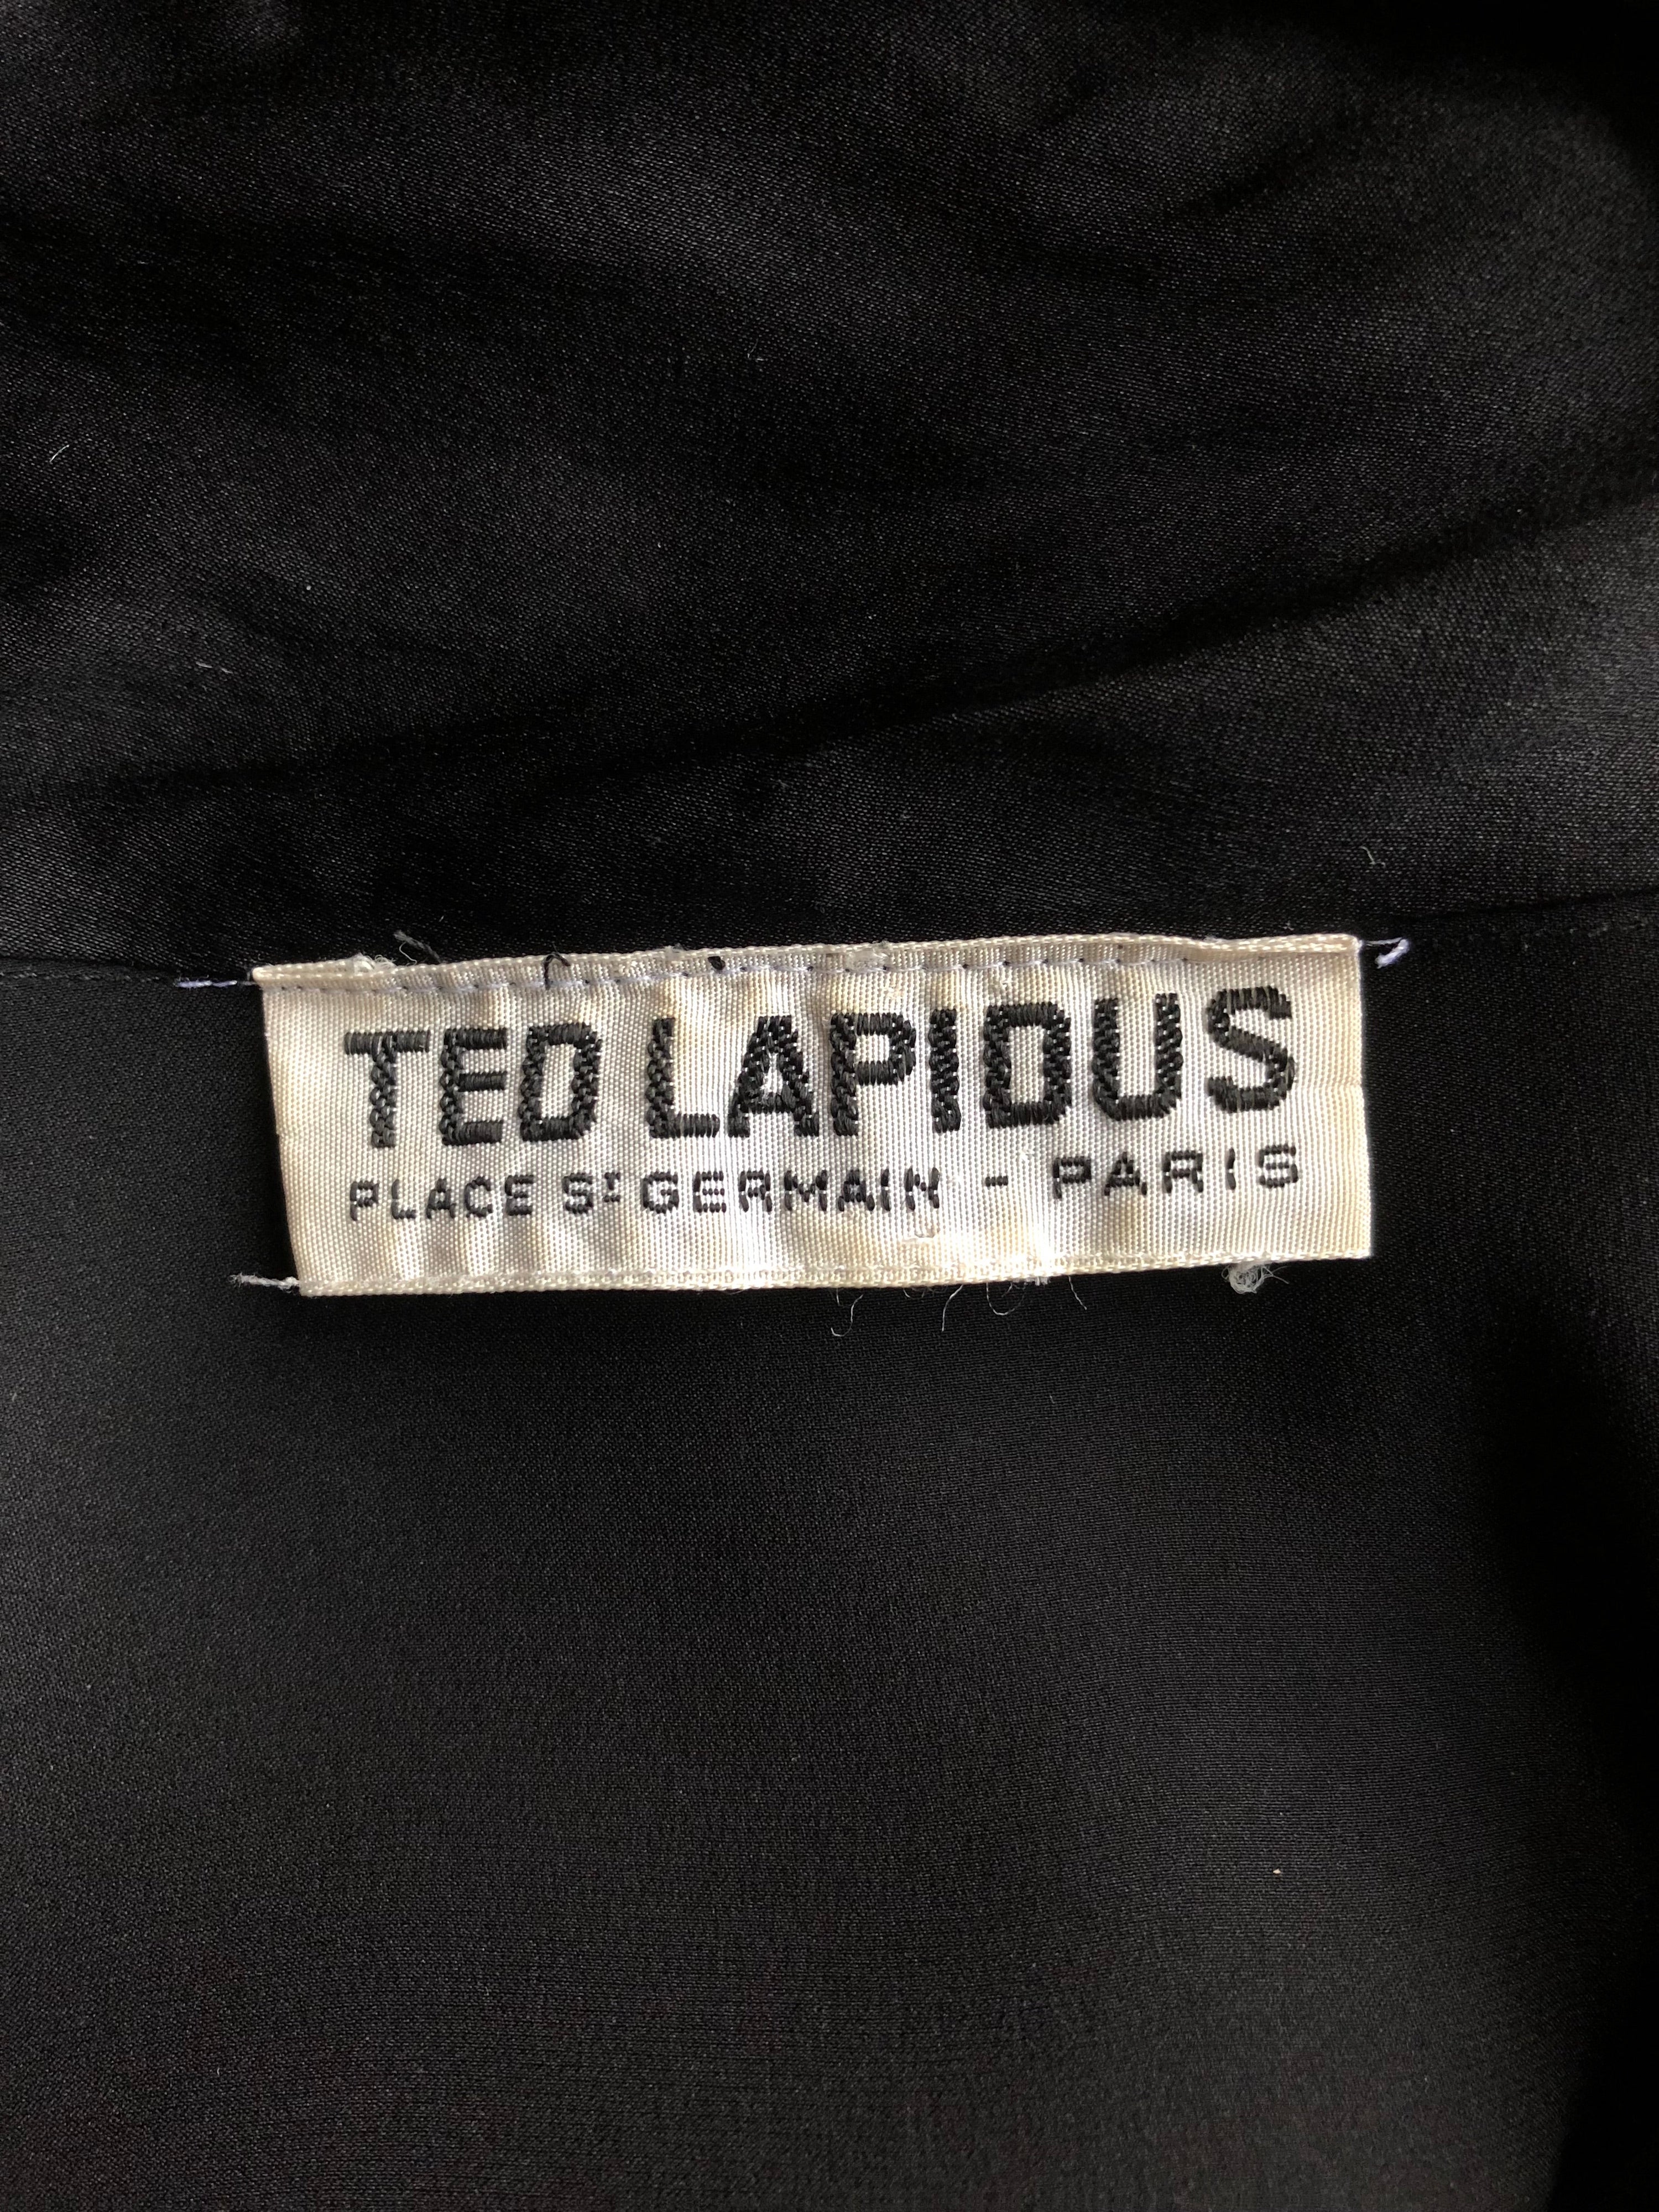 TED LAPIDUS
PLACE ST GERMAIN - PARIS